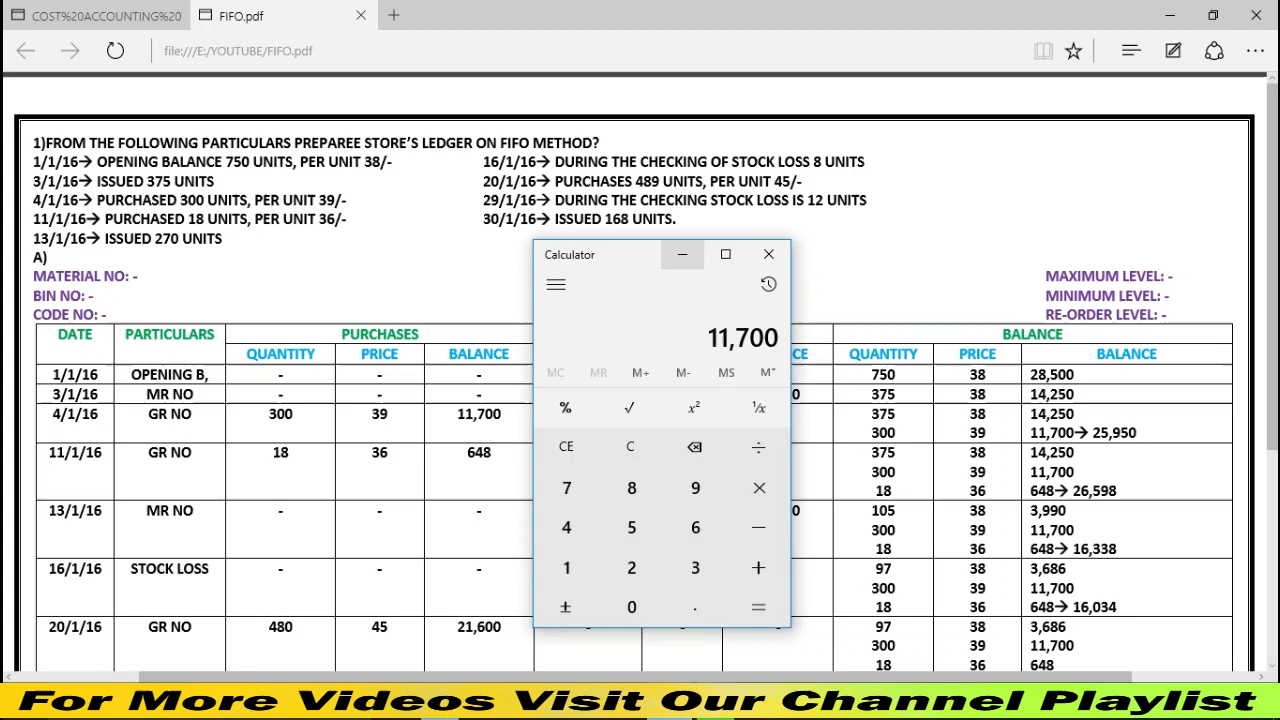 COST%20ACCOUNTING%20
FIFO.pdf
file:///E:/YOUTUBE/FIFO.pdf
1)FROM THE FOLLOWING PARTICULARS PREPAREE STORE'S LEDGER ON FIFO METHOD?
1/1/16→ OPENING BALANCE 750 UNITS, PER UNIT 38/-
3/1/16→ ISSUED 375 UNITS
4/1/16→ PURCHASED 300 UNITS, PER UNIT 39/-
11/1/16→ PURCHASED 18 UNITS, PER UNIT 36/-
13/1/16→ ISSUED 270 UNITS
16/1/16→ DURING THE CHECKING OF STOCK LOSS 8 UNITS
20/1/16→ PURCHASES 489 UNITS, PER UNIT 45/-
29/1/16→ DURING THE CHECKING STOCK LOSS IS 12 UNITS
30/1/16→ ISSUED 168 UNITS.
A)
MATERIAL NO: -
BIN NO: -
CODE NO: -
MAXIMUM LEVEL: -
MINIMUM LEVEL: -
RE-ORDER LEVEL: -
DATE PARTICULARS PURCHASES BALANCE
QUANTITY PRICE BALANCE CE QUANTITY PRICE BALANCE
1/1/16 OPENING B, - - - 750 38 28,500
3/1/16 MR NO - - - 0 375 38 14,250
4/1/16 GR NO 300 39 11,700 375 38 14,250
300 39 11,700→ 25,950
11/1/16 GR NO 18 36 648 375 38 14,250
300 39 11,700
18 36 648→ 26,598
13/1/16 MR NO - - - 0 105 38 3,990
300 39 11,700
18 36 648→ 16,338
16/1/16 STOCK LOSS - - - 97 38 3,686
300 39 11,700
18 36 648→ 16,034
20/1/16 GR NO 480 45 21,600 - - - 97 38 3,686
300 39 11,700
18 36 648
Calculator
11,700
MC MR M+ M- MS M˅
% √ x² ¹/x
CE C ÷
7 8 9 ×
4 5 6 −
1 2 3 +
± 0 . =
For More Videos Visit Our Channel Playlist